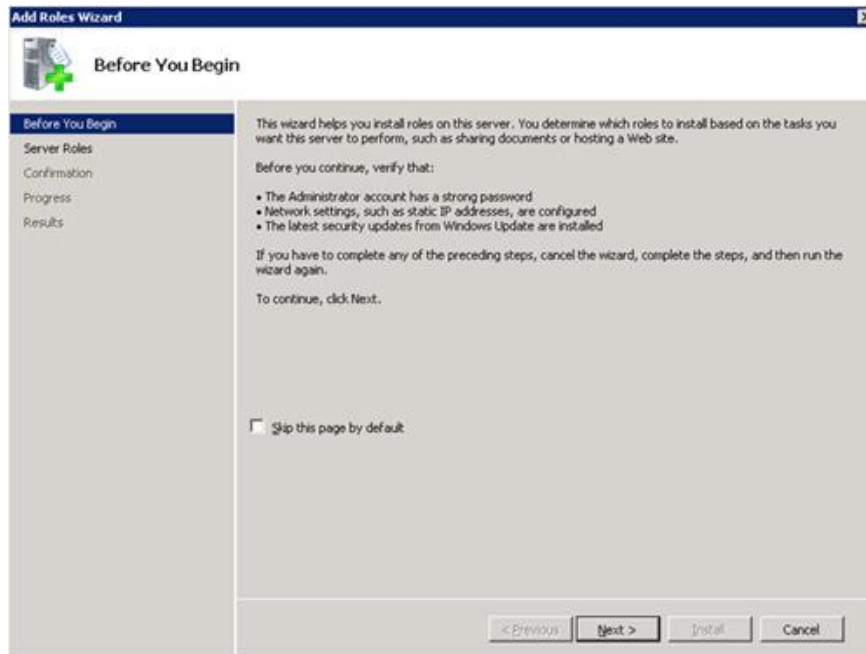 Add Roles Wizard
Before You Begin
Before You Begin
Server Roles
Confirmation
Progress
Results
This wizard helps you install roles on this server. You determine which roles to install based on the tasks you
want this server to perform, such as sharing documents or hosting a Web site.
Before you continue, verify that:
• The Administrator account has a strong password
• Network settings, such as static IP addresses, are configured
• The latest security updates from Windows Update are installed
If you have to complete any of the preceding steps, cancel the wizard, complete the steps, and then run the
wizard again.
To continue, click Next.
Skip this page by default
< Previous Next > Install Cancel